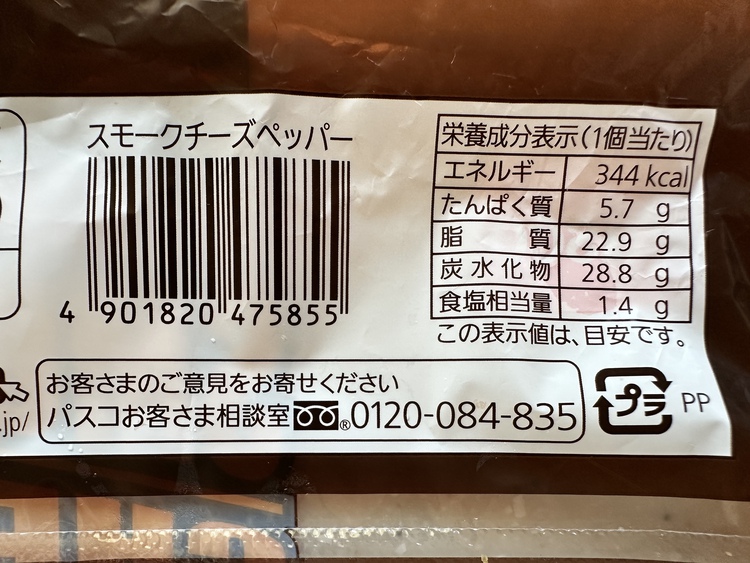 スモークチーズペッパー
4 901820 475855
栄養成分表示(1個当たり)
エネルギー 344 kcal
たんぱく質 5.7 g
脂質 22.9 g
炭水化物 28.8 g
食塩相当量 1.4 g
この表示値は、目安です。
.jp/
お客さまのご意見をお寄せください
パスコお客さま相談室 ®0120-084-835
プラ PP